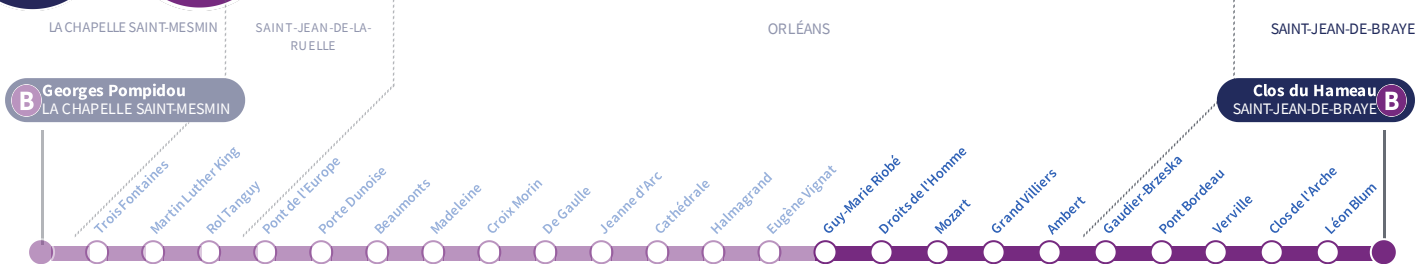 LA CHAPELLE SAINT-MESMIN
SAINT-JEAN-DE-LA-
RUELLE
ORLÉANS
SAINT-JEAN-DE-BRAYE
B
Georges Pompidou
LA CHAPELLE SAINT-MESMIN
Clos du Hameau
SAINT-JEAN-DE-BRAYE
B
Trois Fontaines
Martin Luther King
Rol Tanguy
Pont de l'Europe
Porte Dunoise
Beaumonts
Madeleine
Croix Morin
De Gaulle
Jeanne d'Arc
Cathédrale
Halmagrand
Eugène Vignat
Guy-Marie Riobé
Droits de l'Homme
Mozart
Grand Villiers
Ambert
Gaudier-Brzeska
Pont Bordeau
Verville
Clos de l'Arche
Léon Blum